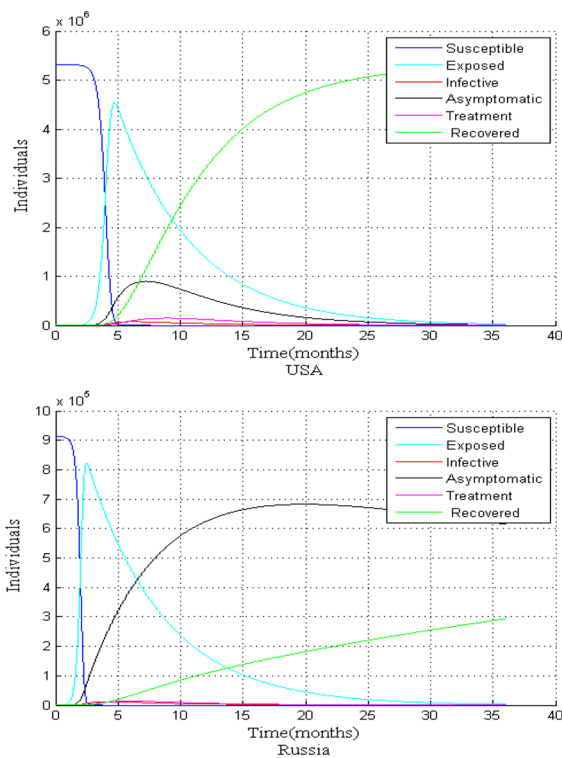 x 10^6
6
5
4
3
2
1
0
Individuals
Susceptible
Exposed
Infective
Asymptomatic
Treatment
Recovered
0 5 10 15 20 25 30 35 40
Time(months)
USA
x 10^5
10
9
8
7
6
5
4
3
2
1
0
Individuals
Susceptible
Exposed
Infective
Asymptomatic
Treatment
Recovered
0 5 10 15 20 25 30 35 40
Time(months)
Russia